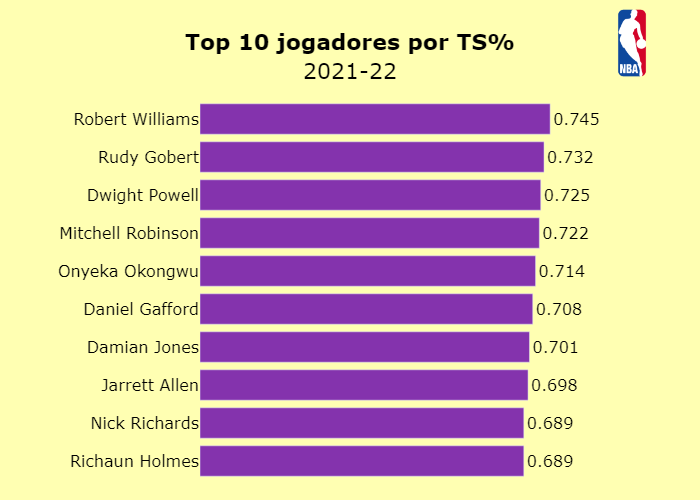 Top 10 jogadores por TS%
2021-22
NBA
Robert Williams 0.745
Rudy Gobert 0.732
Dwight Powell 0.725
Mitchell Robinson 0.722
Onyeka Okongwu 0.714
Daniel Gafford 0.708
Damian Jones 0.701
Jarrett Allen 0.698
Nick Richards 0.689
Richaun Holmes 0.689